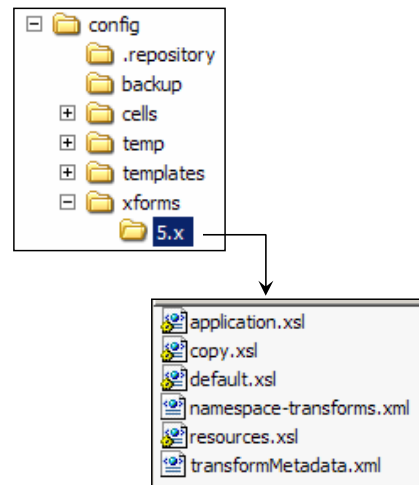 config
.repository
backup
cells
temp
templates
xforms
5.x
application.xsl
copy.xsl
default.xsl
namespace-transforms.xml
resources.xsl
transformMetadata.xml